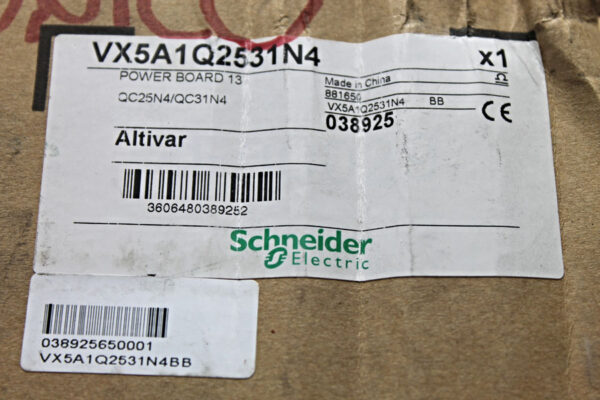 VX5A1Q2531N4 x1
POWER BOARD 13
QC25N4/QC31N4
Made in China
881650
VX5A1Q2531N4 BB
038925
CE
Altivar
3606480389252
Schneider
Electric
038925650001
VX5A1Q2531N4BB